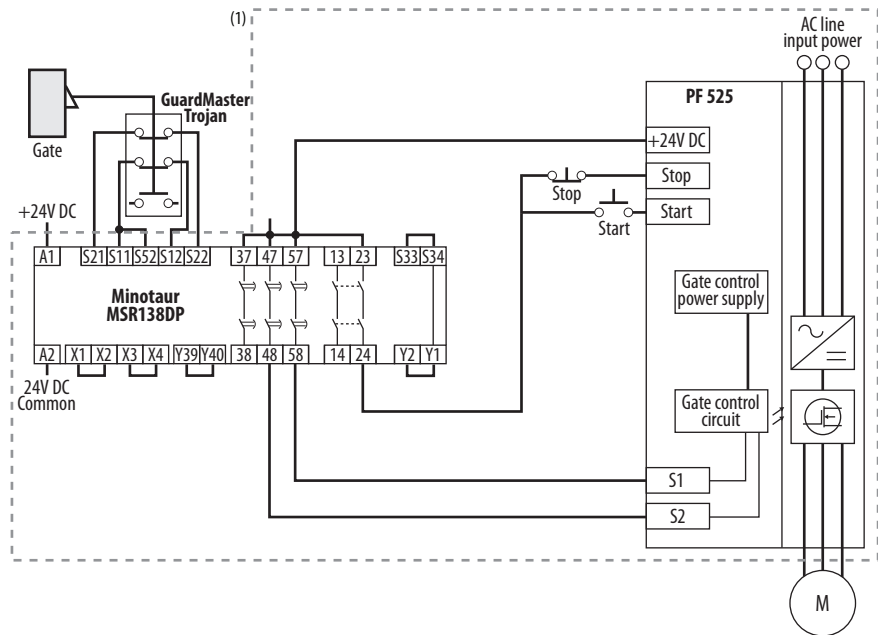 (1)
AC line
input power
GuardMaster
Trojan
PF 525
Gate
+24V DC
Stop
Stop
Start
Start
+24V DC
A1
S21
S11
S52
S12
S22
37
47
57
13
23
S33
S34
Minotaur
MSR138DP
Gate control
power supply
A2
X1
X2
X3
X4
Y39
Y40
38
48
58
14
24
Y2
Y1
24V DC
Common
Gate control
circuit
S1
S2
M